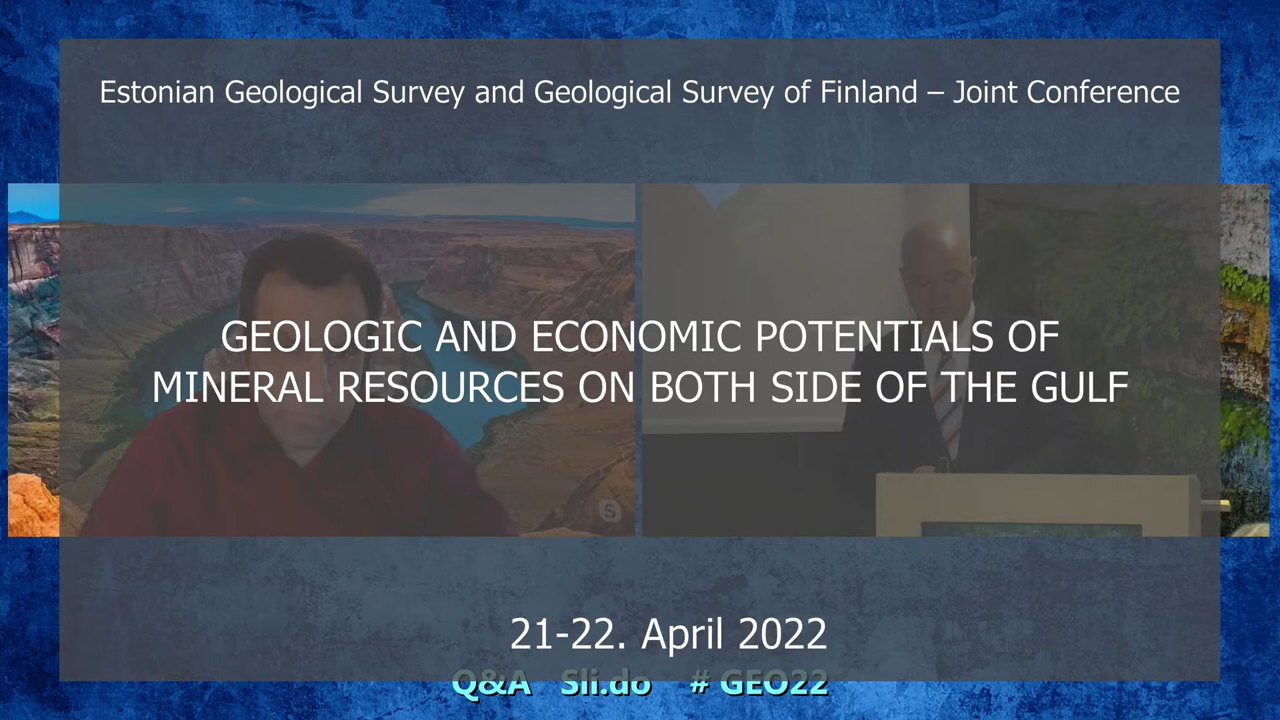 Estonian Geological Survey and Geological Survey of Finland – Joint Conference
GEOLOGIC AND ECONOMIC POTENTIALS OF
MINERAL RESOURCES ON BOTH SIDE OF THE GULF
21-22. April 2022
Q&A Sli.do # GEO22